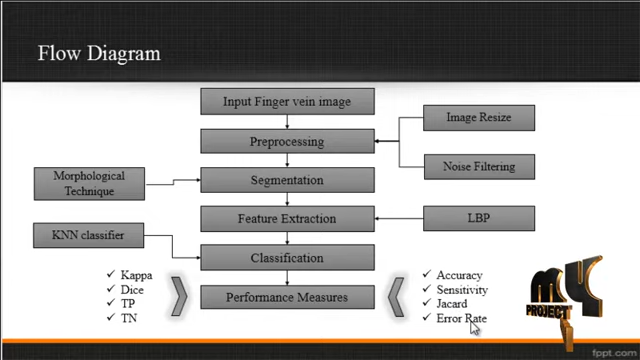 Flow Diagram
Input Finger vein image
Preprocessing
Image Resize
Noise Filtering
Morphological
Technique
Segmentation
Feature Extraction
LBP
KNN classifier
Classification
Performance Measures
✓ Kappa
✓ Dice
✓ TP
✓ TN
✓ Accuracy
✓ Sensitivity
✓ Jacard
✓ Error Rate
my
PROJECT
fppt.com